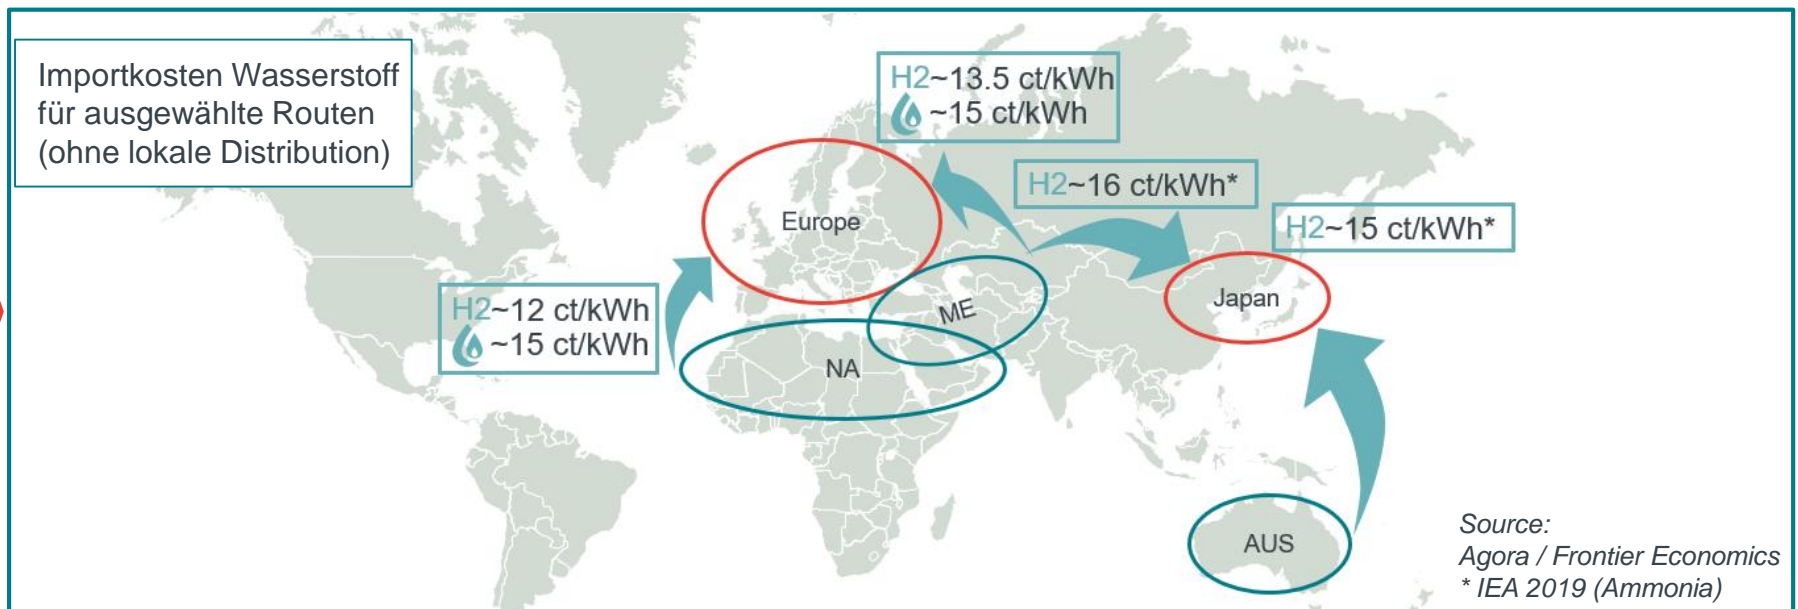 Importkosten Wasserstoff
für ausgewählte Routen
(ohne lokale Distribution)
H2~13.5 ct/kWh
~15 ct/kWh
H2~16 ct/kWh*
H2~15 ct/kWh*
Europe
H2~12 ct/kWh
~15 ct/kWh
ME
Japan
NA
AUS
Source:
Agora / Frontier Economics
* IEA 2019 (Ammonia)